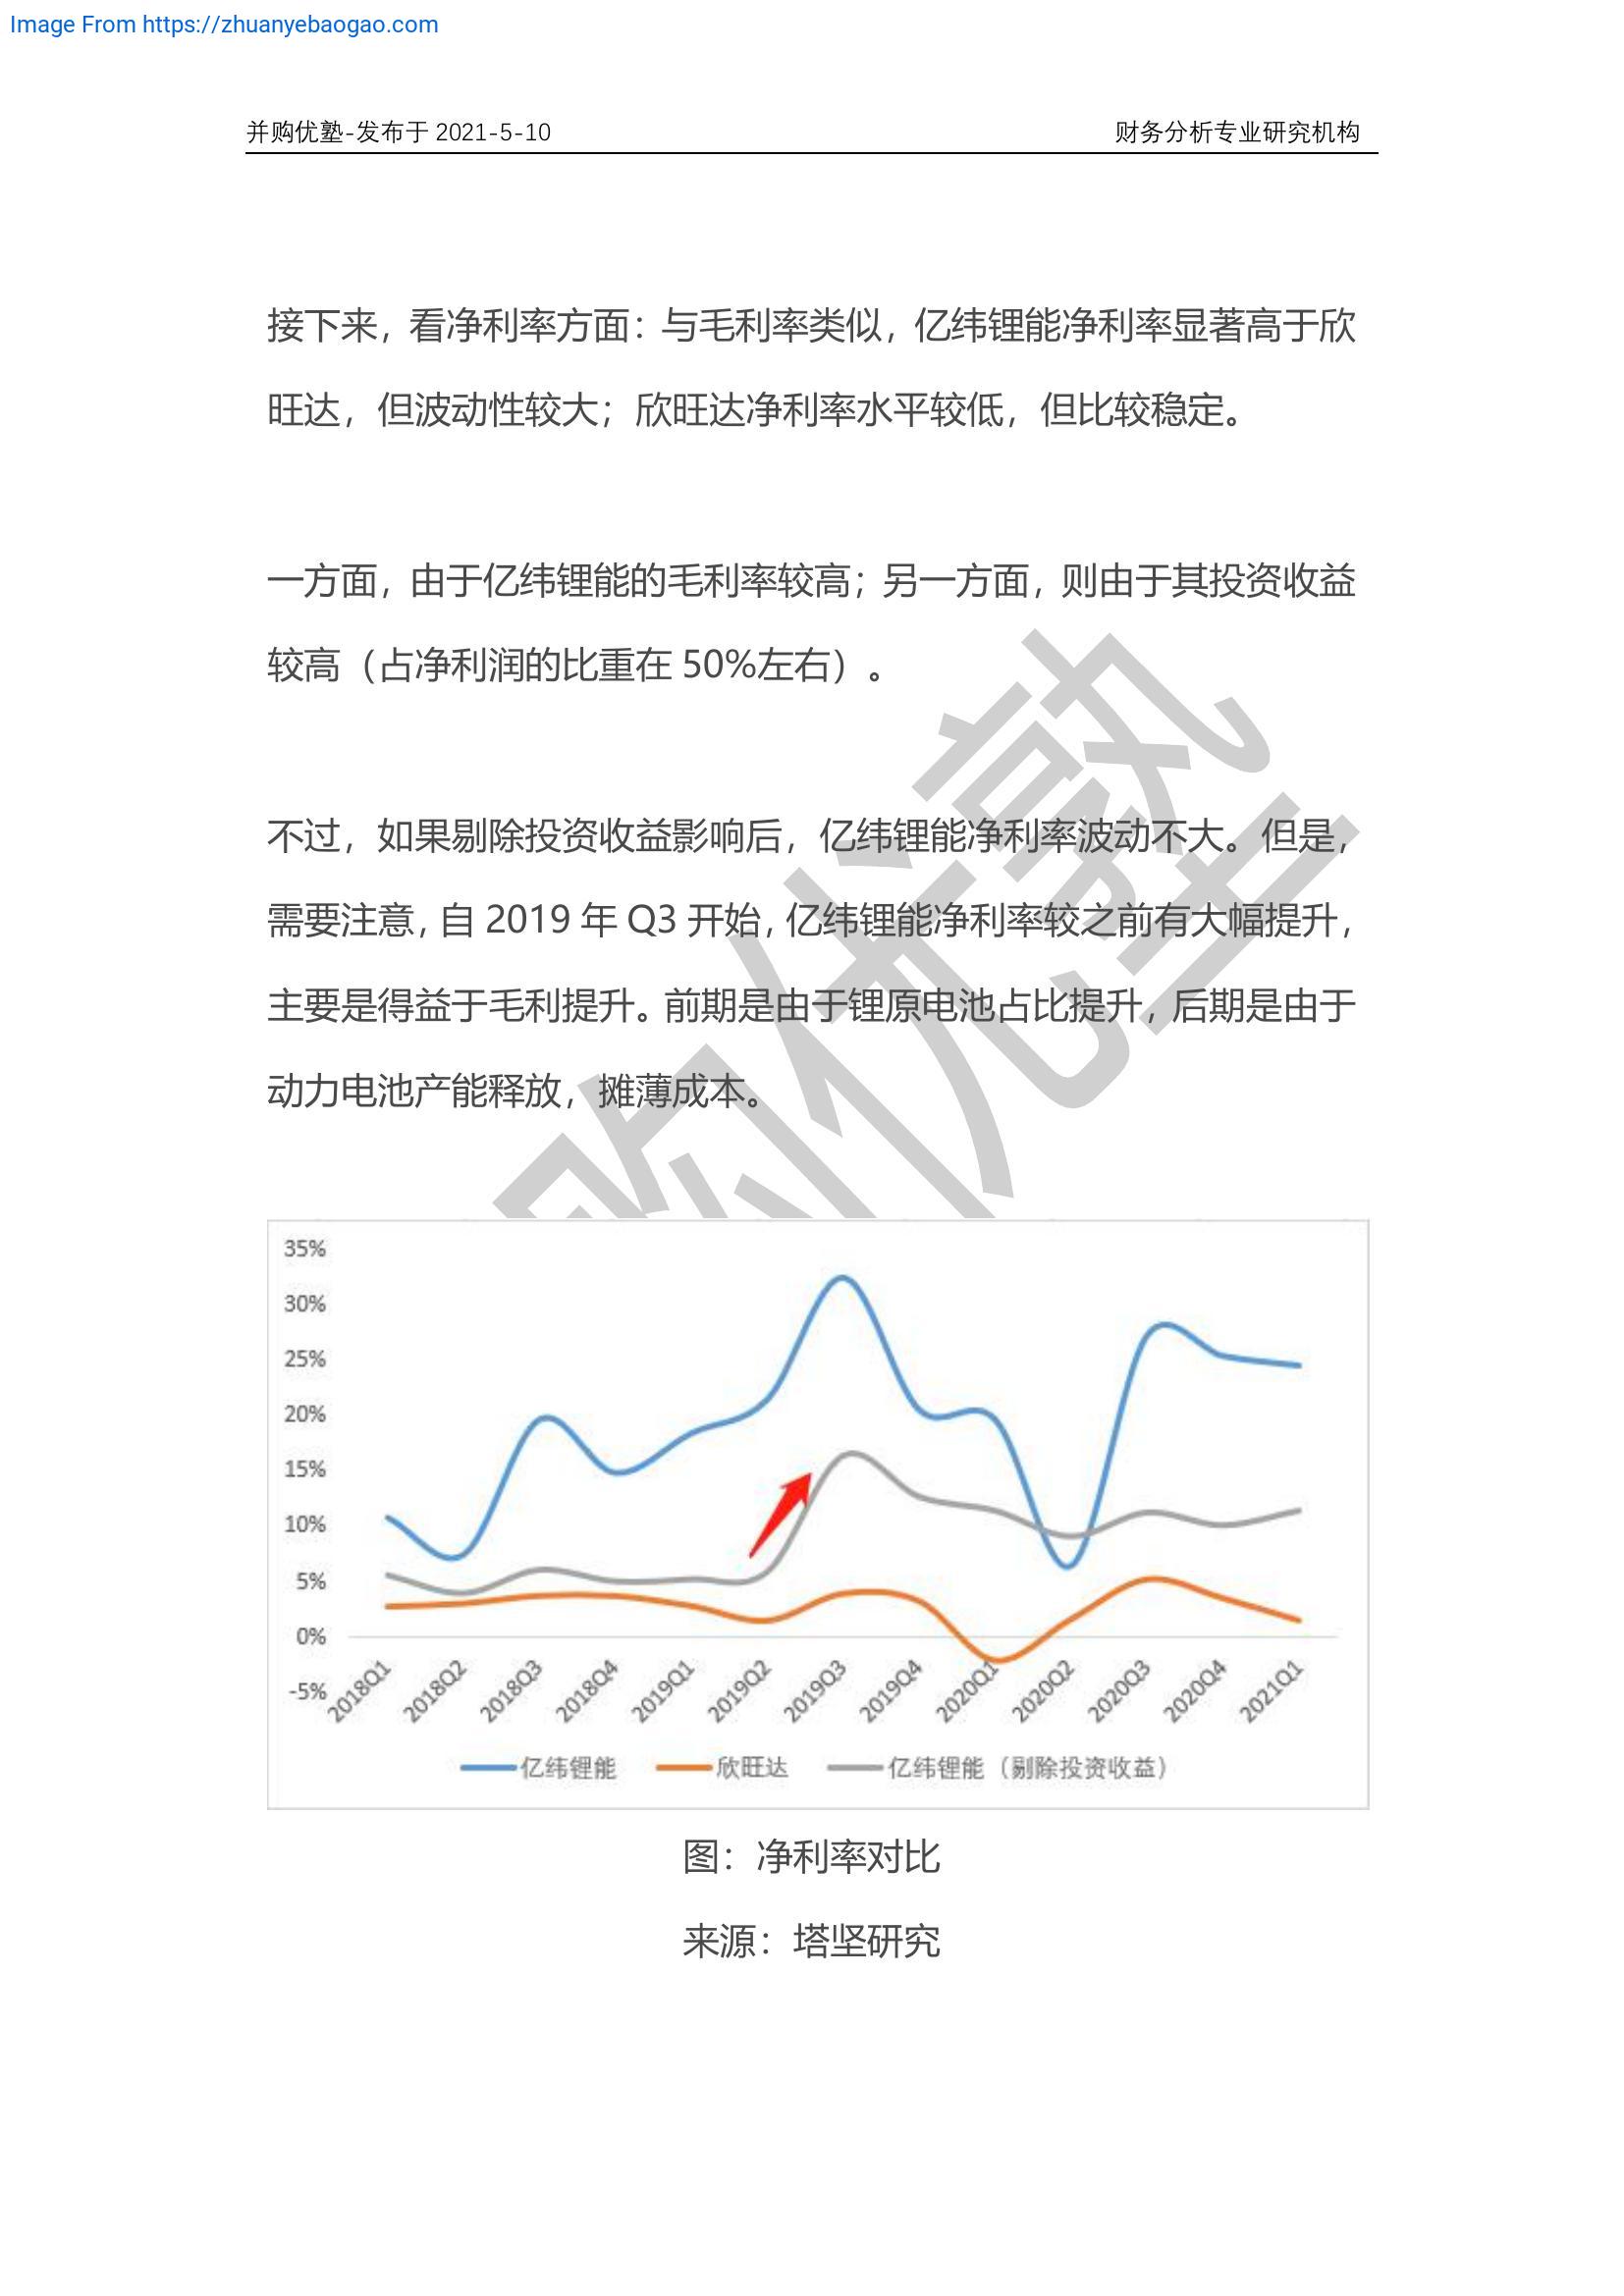 Image From https://zhuanyebaogao.com
并购优塾-发布于 2021-5-10 财务分析专业研究机构
接下来，看净利率方面：与毛利率类似，亿纬锂能净利率显著高于欣
旺达，但波动性较大；欣旺达净利率水平较低，但比较稳定。
一方面，由于亿纬锂能的毛利率较高；另一方面，则由于其投资收益
较高（占净利润的比重在 50%左右）。
不过，如果剔除投资收益影响后，亿纬锂能净利率波动不大。但是，
需要注意，自 2019 年 Q3 开始，亿纬锂能净利率较之前有大幅提升，
主要是得益于毛利提升。前期是由于锂原电池占比提升，后期是由于
动力电池产能释放，摊薄成本。
购优塾
35%
30%
25%
20%
15%
10%
5%
0%
-5%
2018Q1 2018Q2 2018Q3 2018Q4 2019Q1 2019Q2 2019Q3 2019Q4 2020Q1 2020Q2 2020Q3 2020Q4 2021Q1
亿纬锂能 欣旺达 亿纬锂能（剔除投资收益）
图：净利率对比
来源：塔坚研究